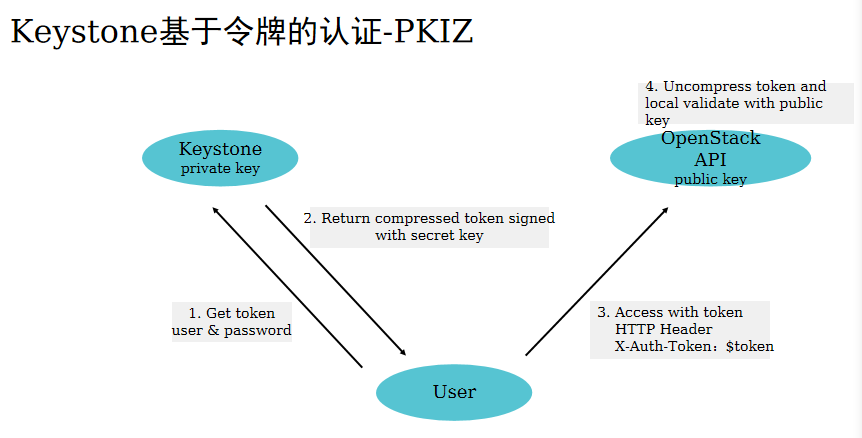 Keystone基于令牌的认证-PKIZ
4. Uncompress token and
local validate with public
key
Keystone
private key
OpenStack
API
public key
2. Return compressed token signed
with secret key
1. Get token
user & password
3. Access with token
HTTP Header
X-Auth-Token：$token
User